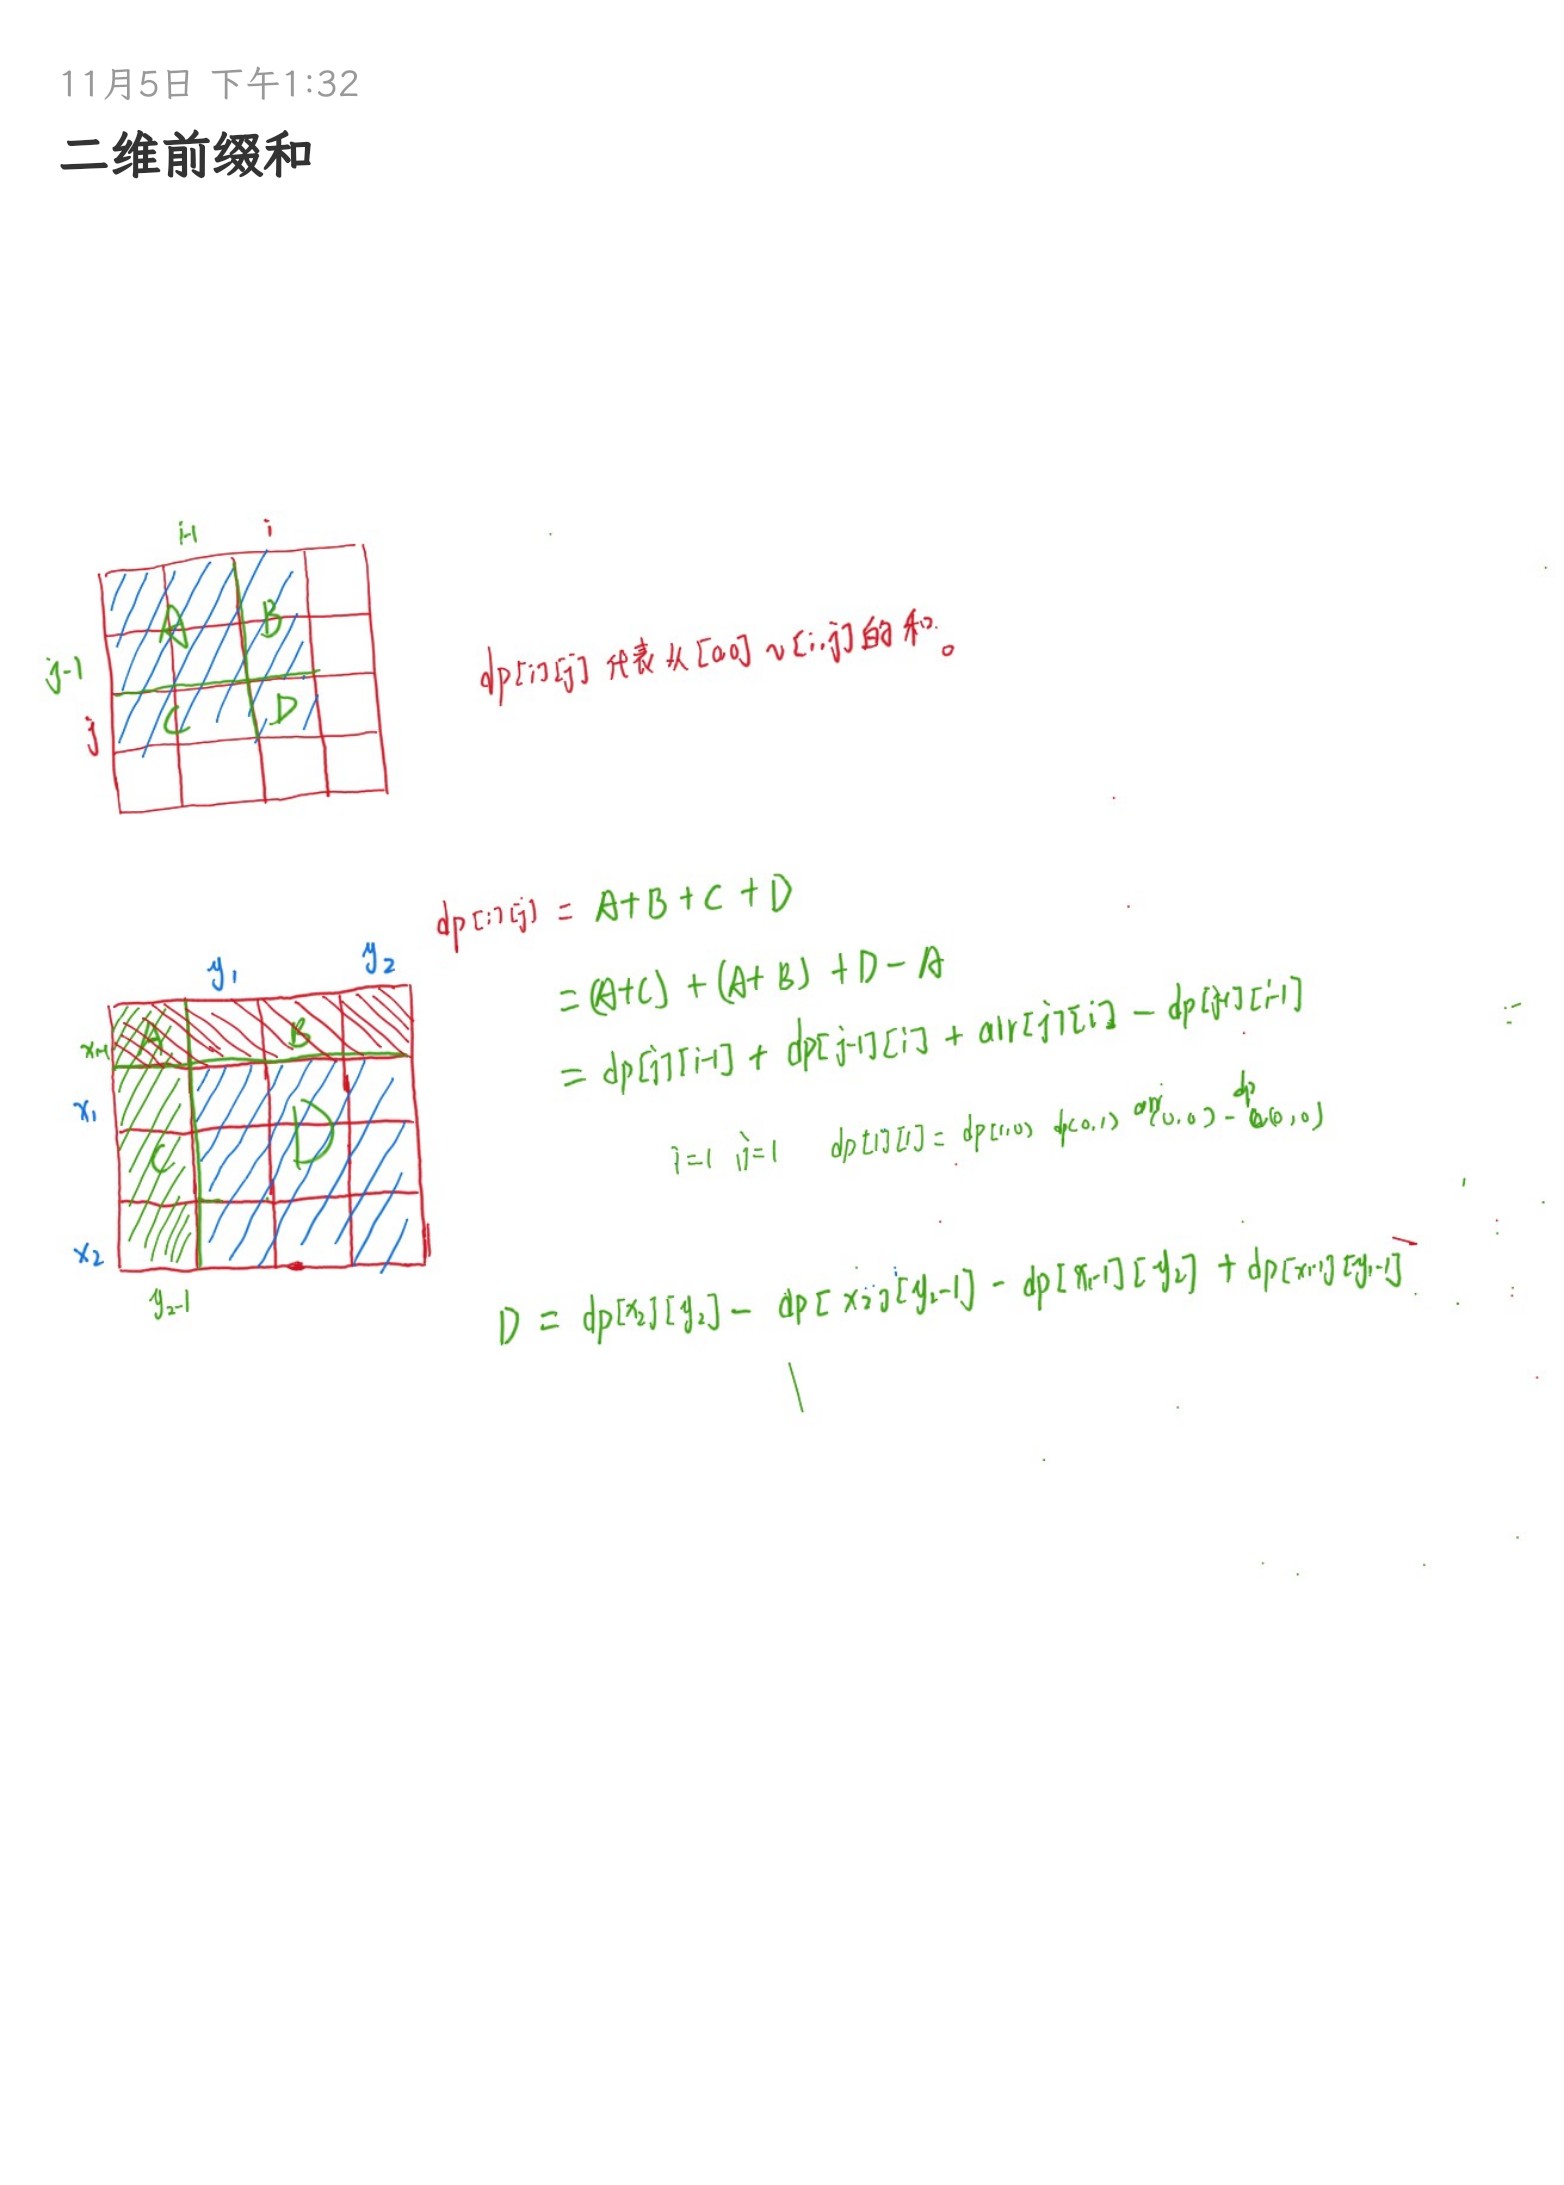 11月5日 下午1:32
二维前缀和
i-1 i
A B
j-1
C D
j
dp[i][j] 代表从[0 0]~[i,j]的和。
dp[i][j] = A+B+C+D
= (A+C) + (A+B) + D - A
= dp[j][i-1] + dp[j-1][i] + arr[j][i] - dp[j-1][i-1]
i=1 j=1 dp[1][1] = dp(1,0) dp(0,1) arr(0,0) - dp(0,0)
y1 y2
x1-1 A B
x1
C D
x2
y2-1
D = dp[x2][y2] - dp[x2][y2-1] - dp[x1-1][y2] + dp[x1-1][y1-1]